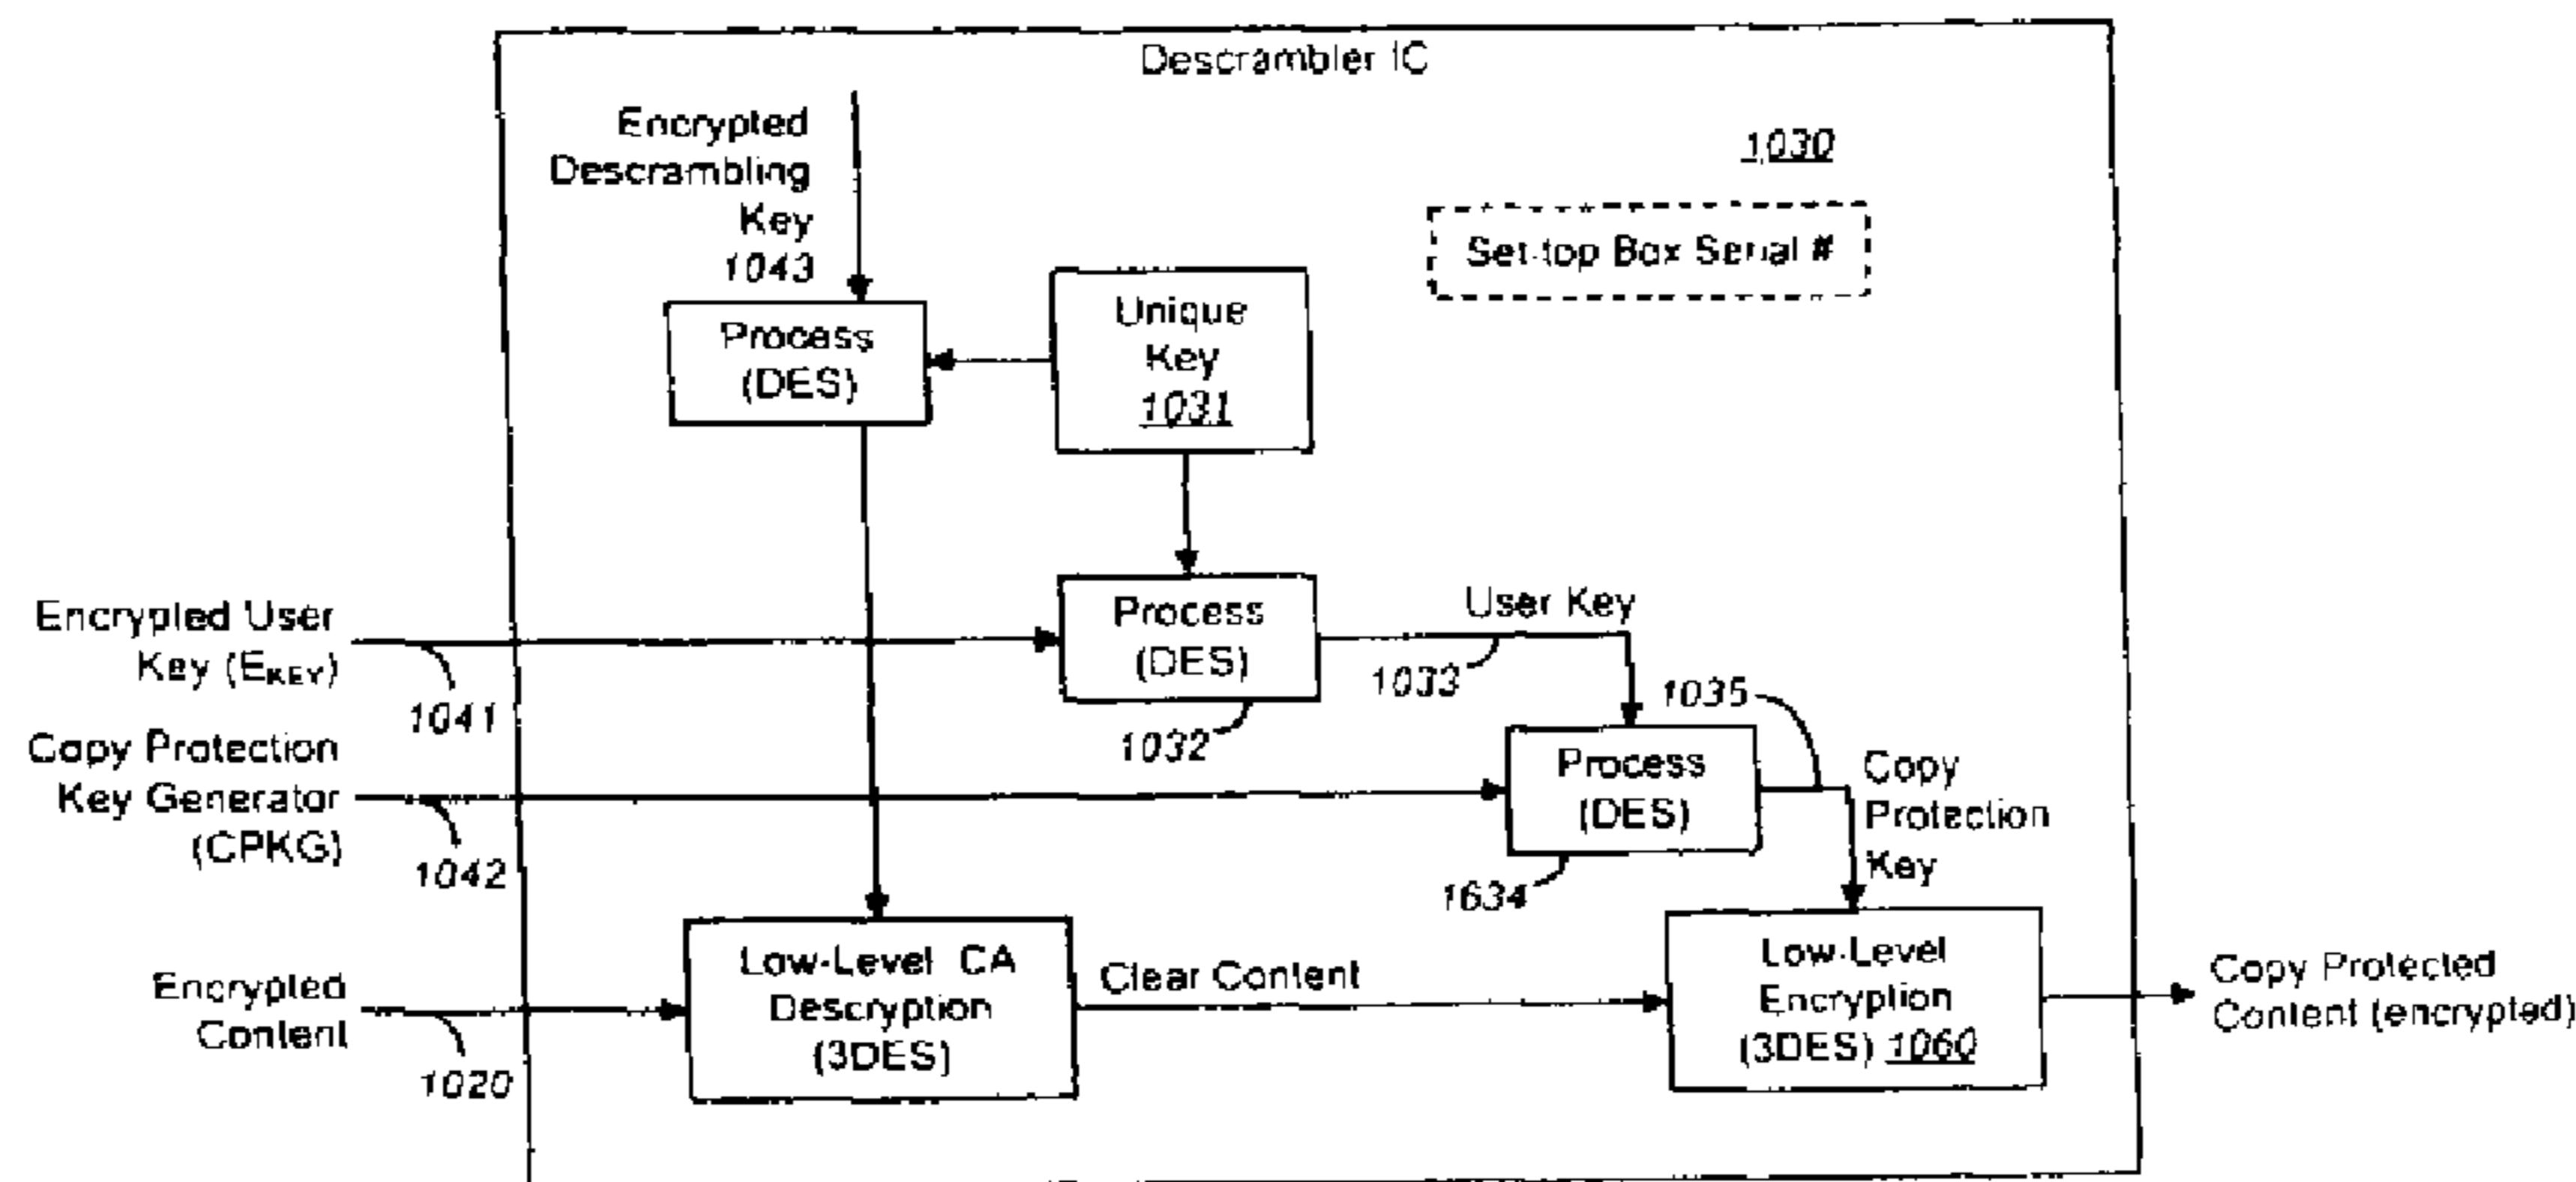 Descrambler IC
Encrypted
Descrambling
Key
1043
1030
Set-top Box Serial #
Unique
Key
1031
Process
(DES)
Encrypted User
Key (EKEY)
1041
Process
(DES)
1032
User Key
1033
1035
Copy Protection
Key Generator
(CPKG)
1042
Process
(DES)
1634
Copy
Protection
Key
Encrypted
Content
1020
Low-Level CA
Descryption
(3DES)
Clear Content
Low-Level
Encryption
(3DES) 1060
Copy Protected
Content (encrypted)